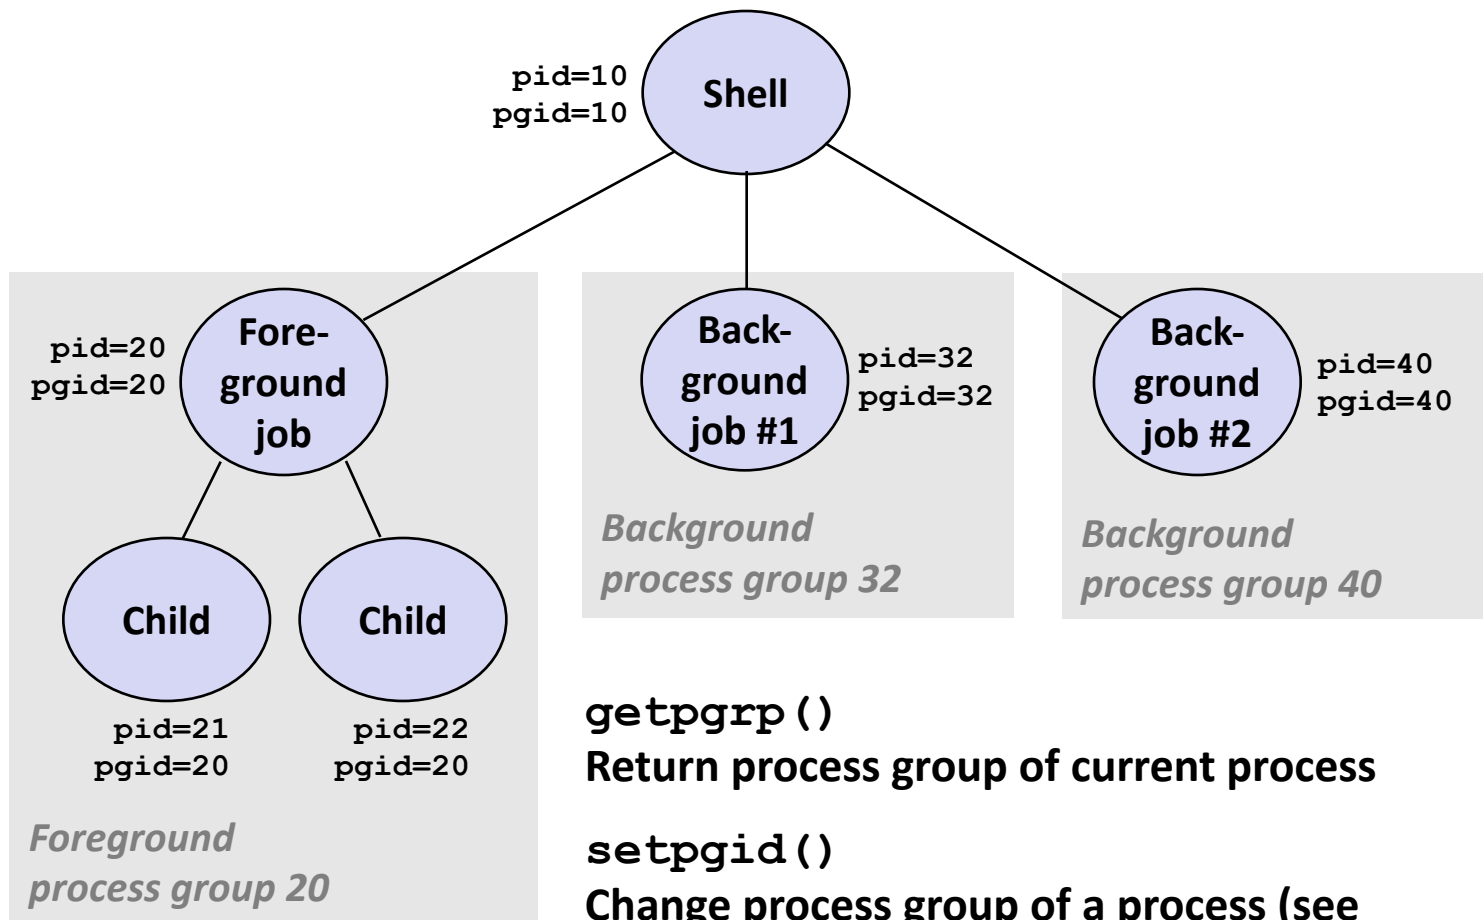 pid=10
pgid=10
Shell
pid=20
pgid=20
Fore-
ground
job
Back-
ground
job #1
pid=32
pgid=32
Back-
ground
job #2
pid=40
pgid=40
Background
process group 32
Background
process group 40
Child
Child
pid=21
pgid=20
pid=22
pgid=20
Foreground
process group 20
getpgrp()
Return process group of current process
setpgid()
Change process group of a process (see